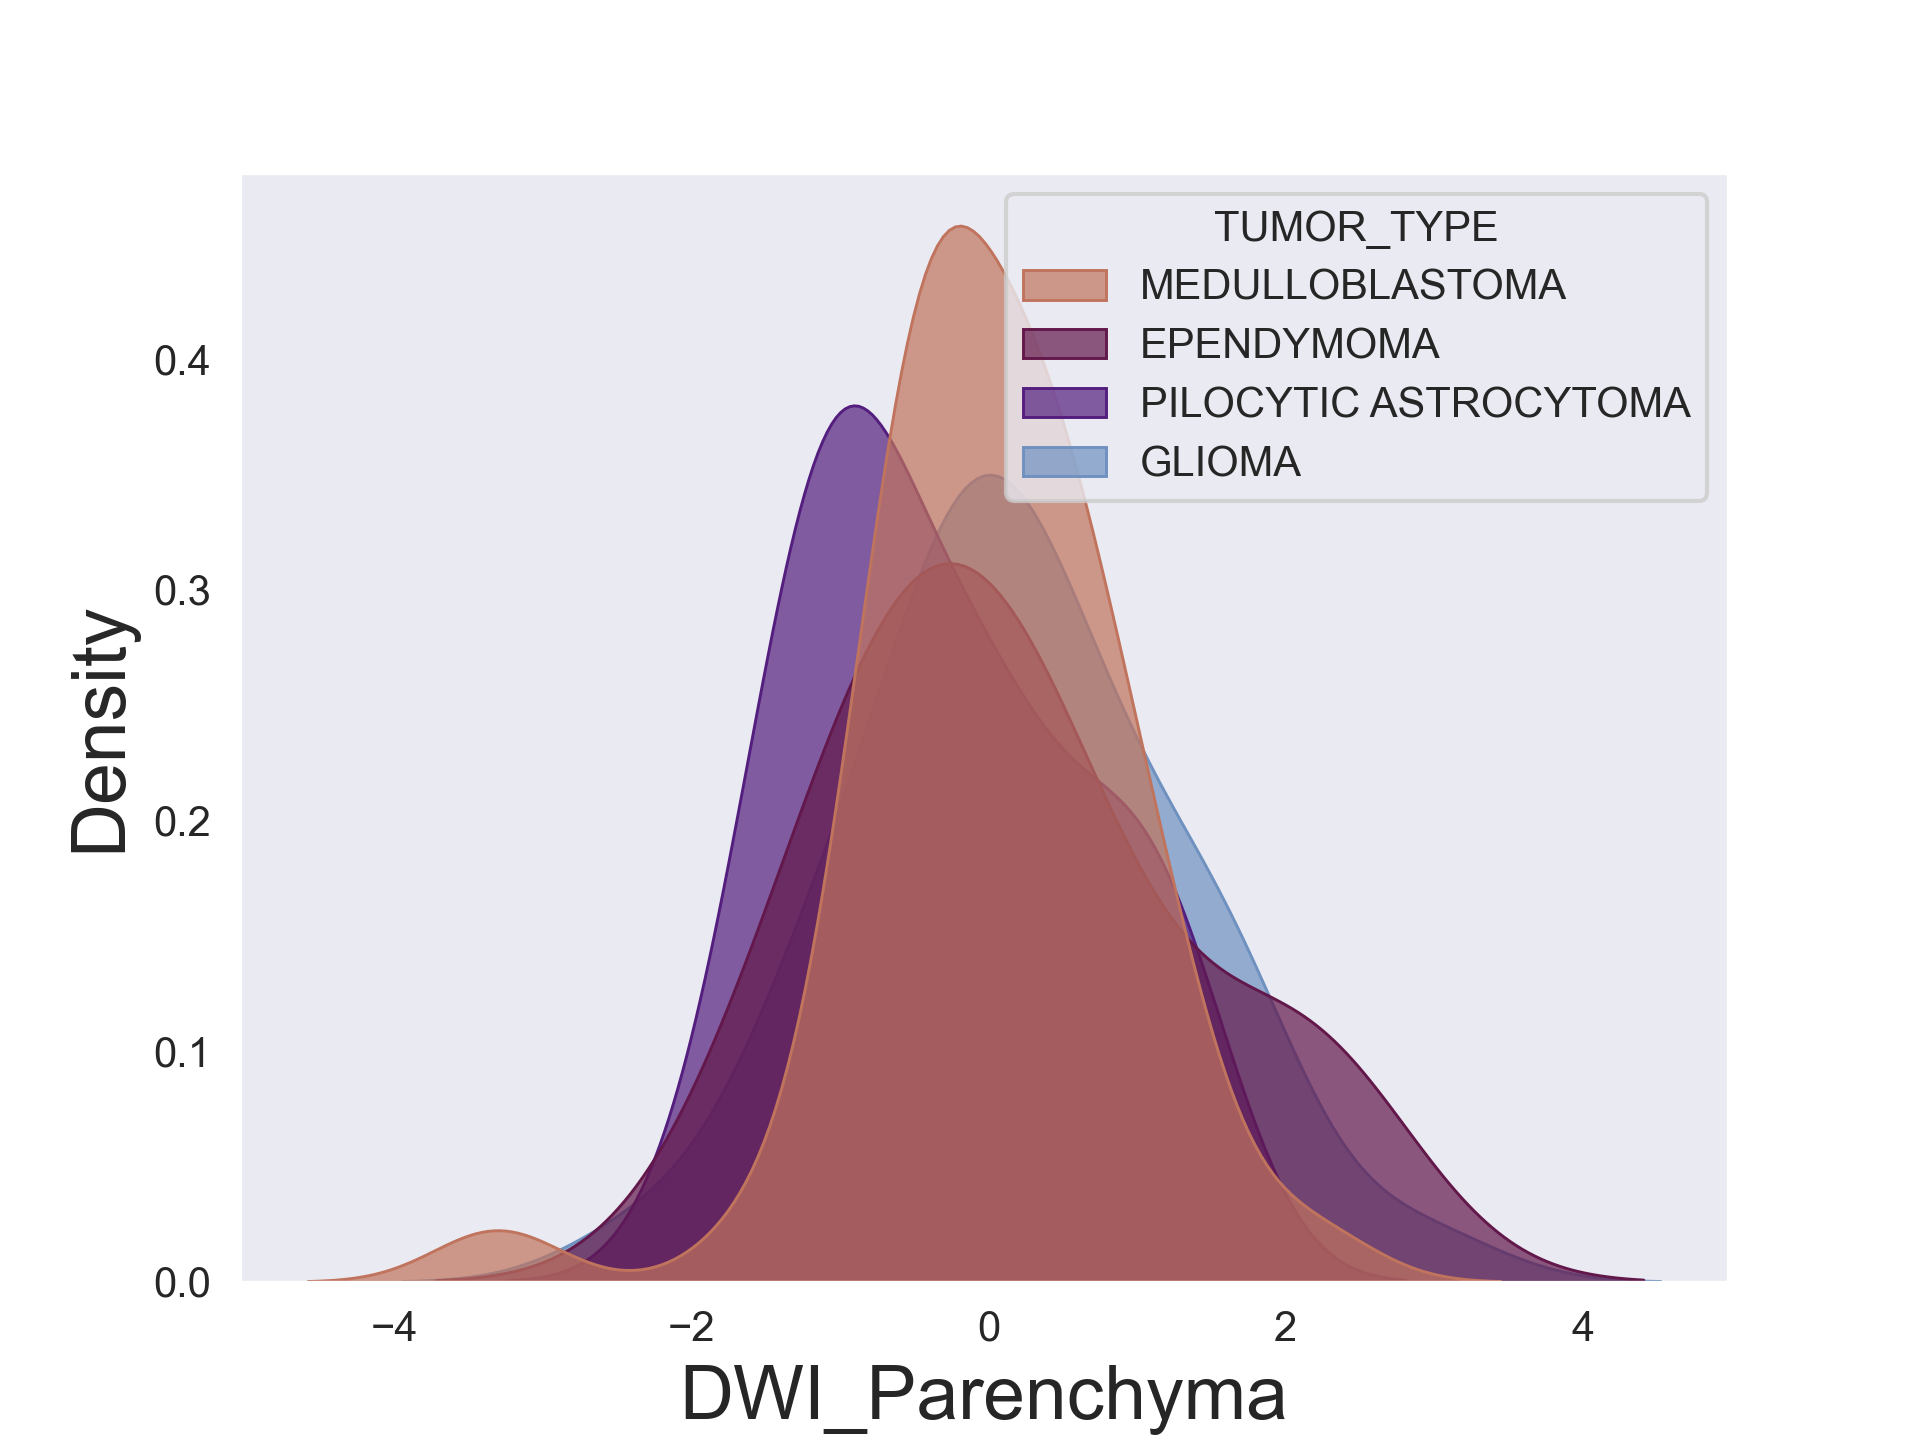 TUMOR_TYPE
MEDULLOBLASTOMA
EPENDYMOMA
PILOCYTIC ASTROCYTOMA
GLIOMA
Density
0.4
0.3
0.2
0.1
0.0
−4 −2 0 2 4
DWI_Parenchyma